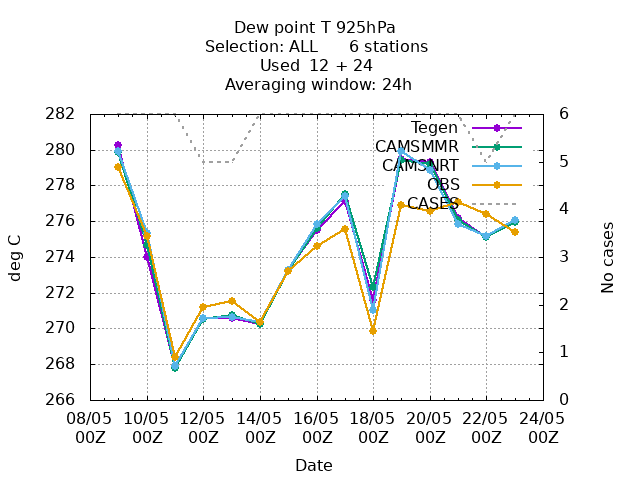 Dew point T 925hPa
Selection: ALL 6 stations
Used 12 + 24
Averaging window: 24h
282
280
278
276
274
272
270
268
266
6
5
4
3
2
1
0
deg C
No cases
Tegen
CAMSMMR
CAMSNRT
OBS
CASES
08/05 10/05 12/05 14/05 16/05 18/05 20/05 22/05 24/05
00Z 00Z 00Z 00Z 00Z 00Z 00Z 00Z 00Z
Date